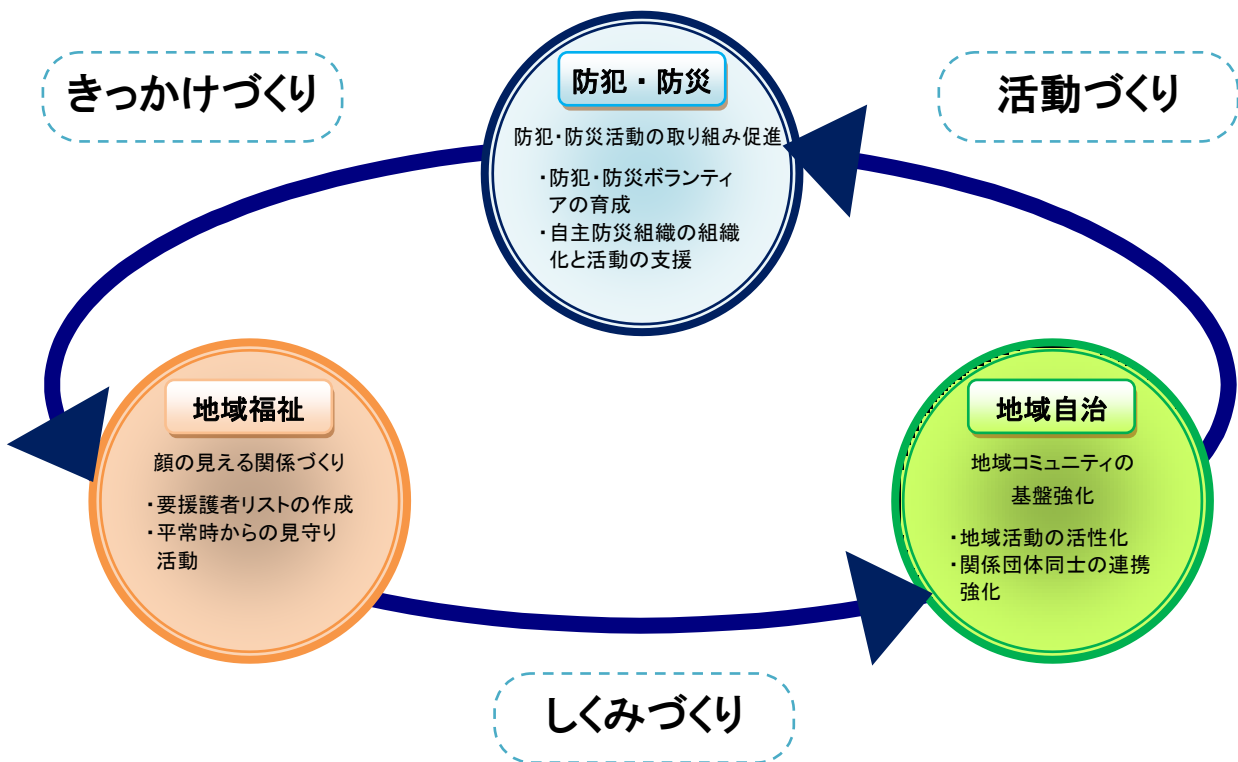 きっかけづくり
防犯・防災
活動づくり
防犯・防災活動の取り組み促進
・防犯・防災ボランティ
アの育成
・自主防災組織の組織
化と活動の支援
地域福祉
顔の見える関係づくり
・要援護者リストの作成
・平常時からの見守り
活動
地域自治
地域コミュニティの
基盤強化
・地域活動の活性化
・関係団体同士の連携
強化
しくみづくり